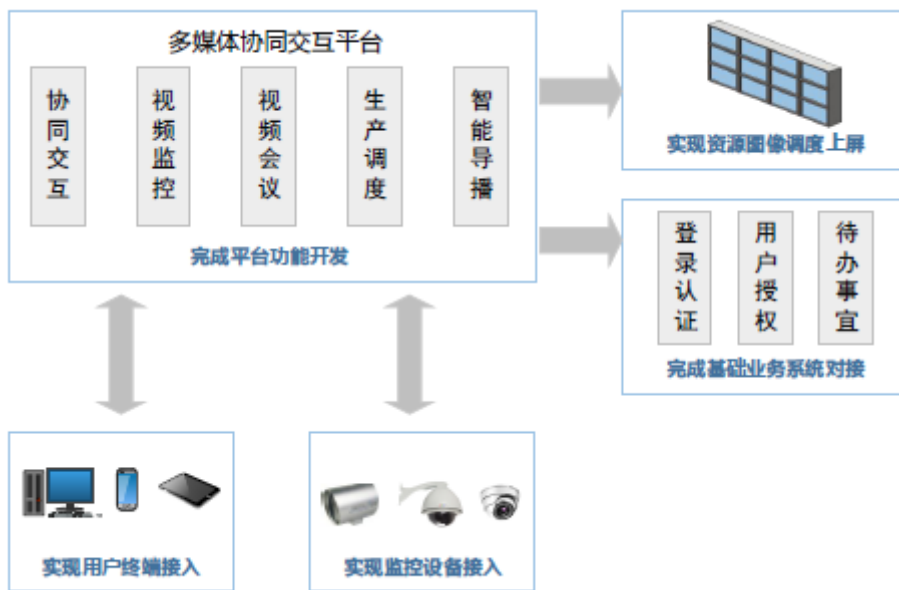 多媒体协同交互平台
协同交互
视频监控
视频会议
生产调度
智能导播
完成平台功能开发
实现资源图像调度上屏
登录认证
用户授权
待办事宜
完成基础业务系统对接
实现用户终端接入
实现监控设备接入